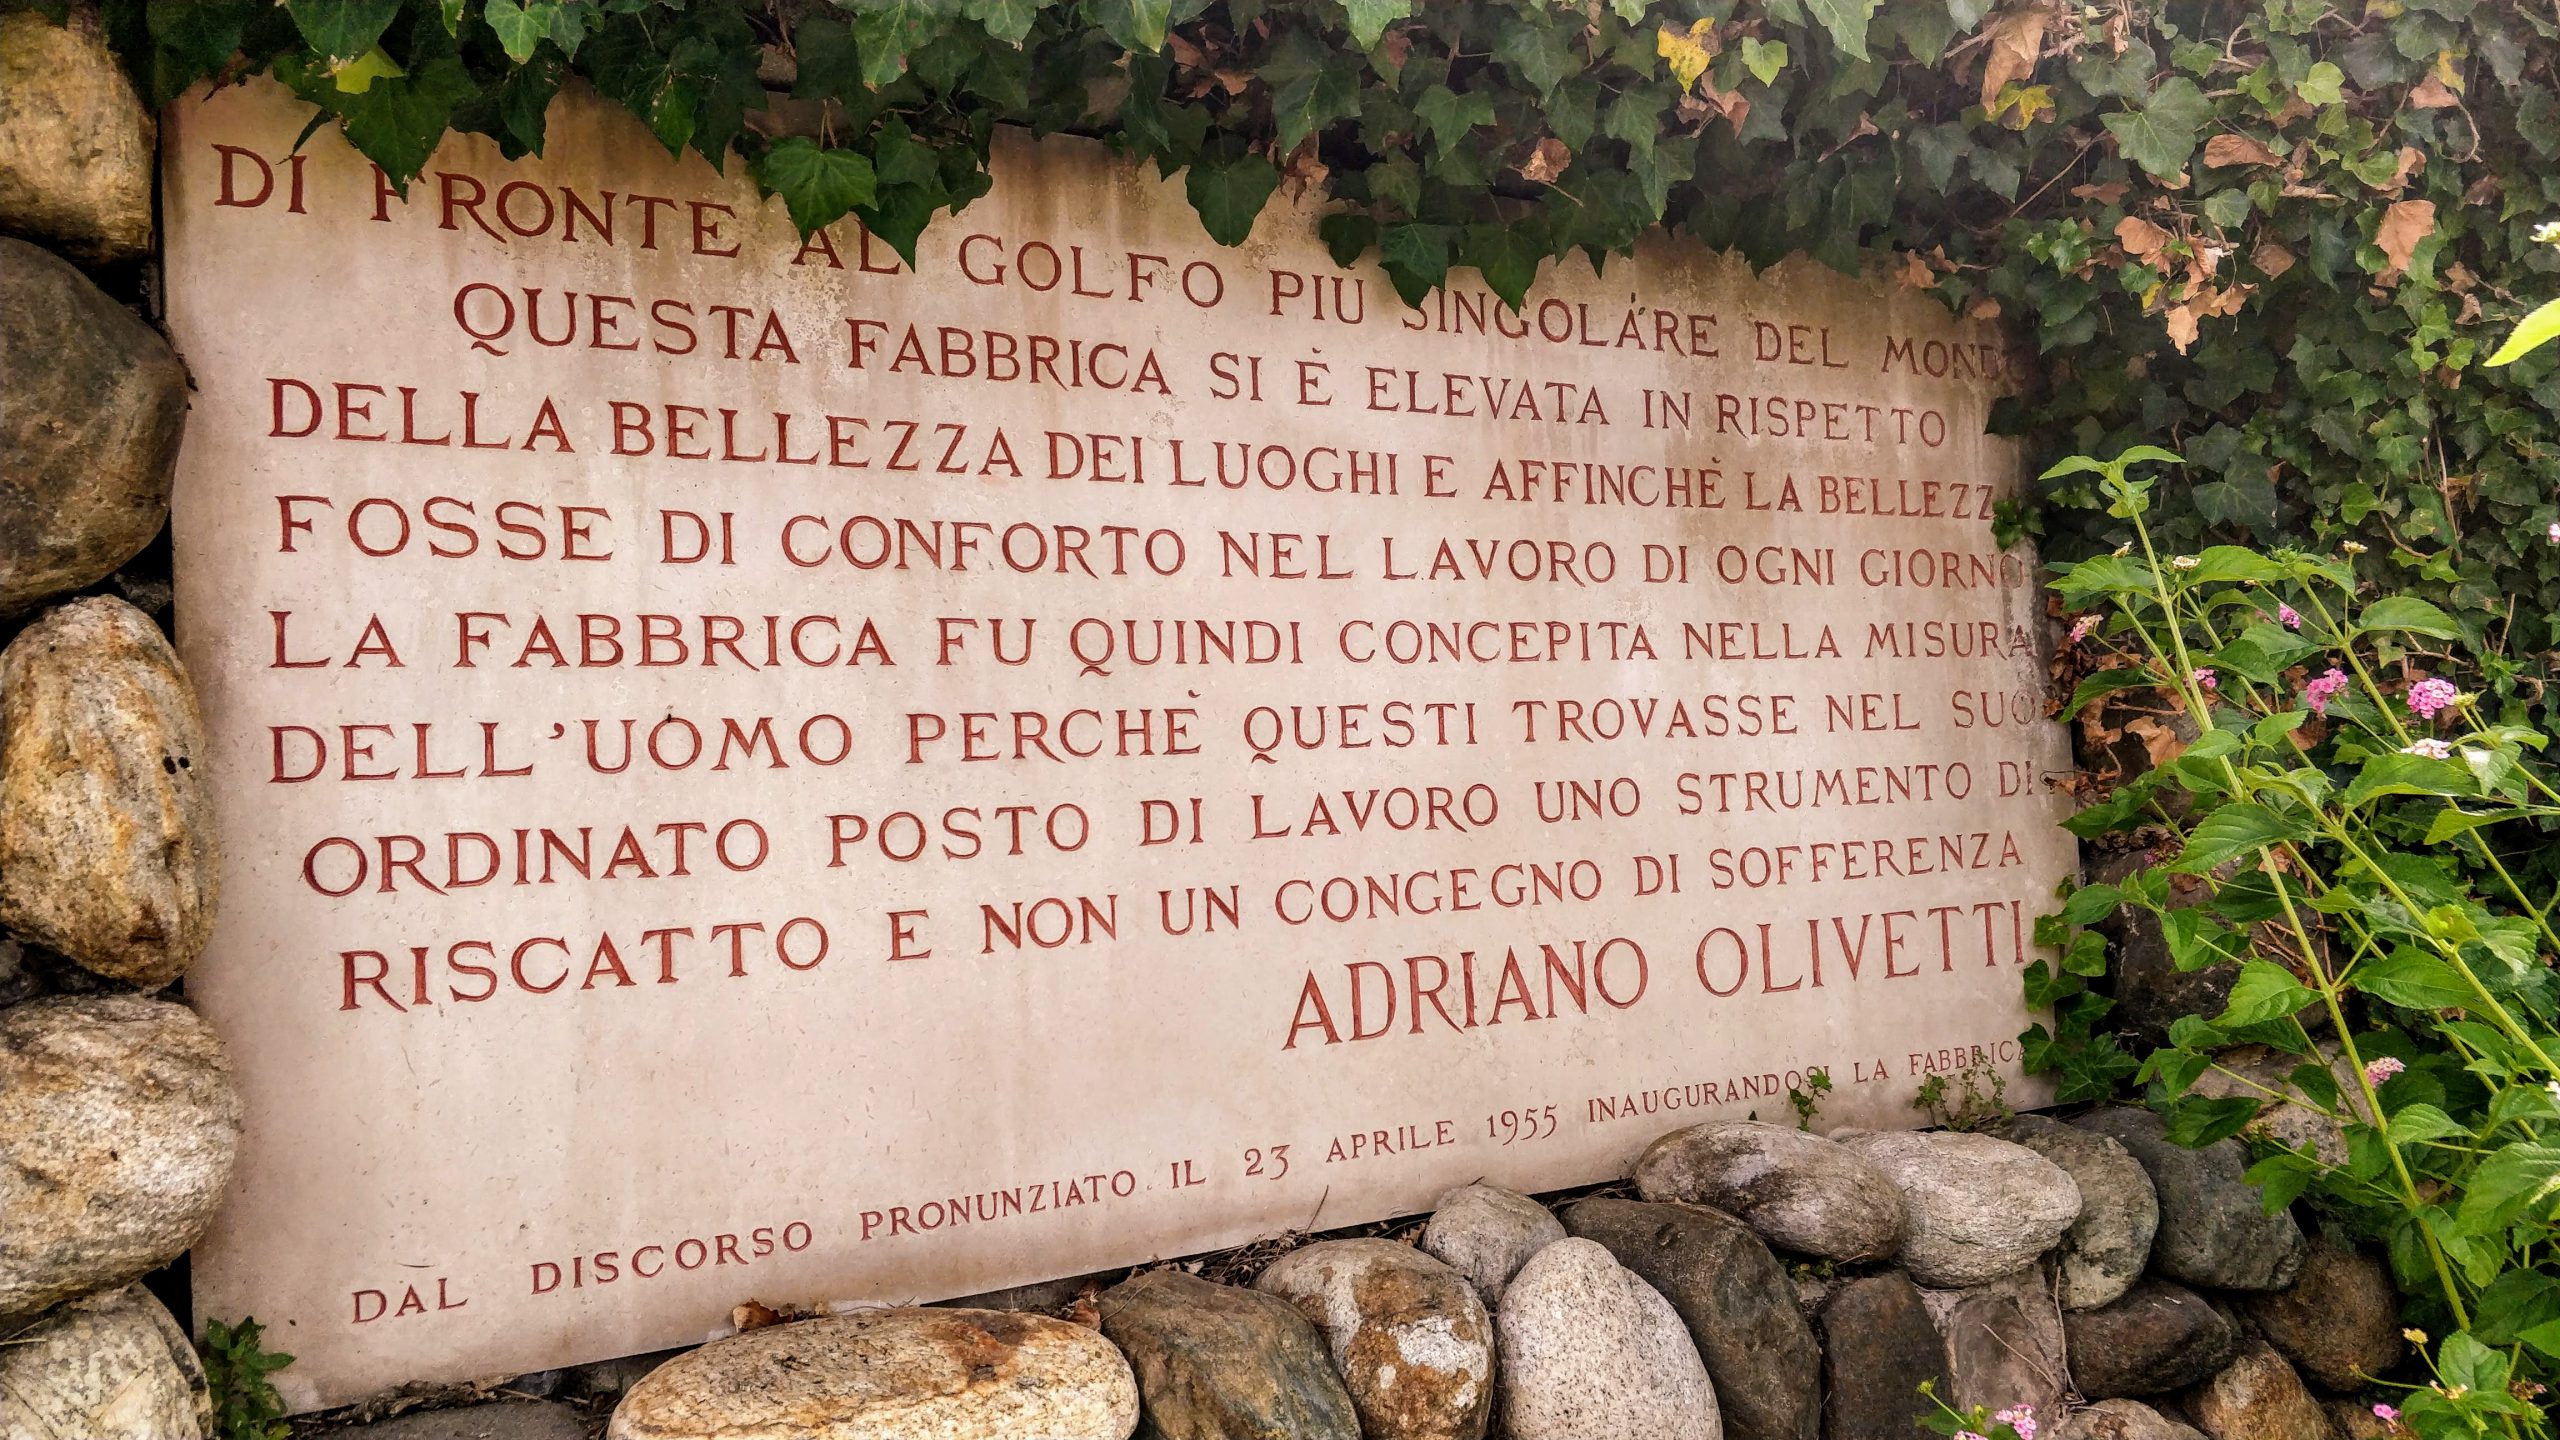 DI FRONTE AL GOLFO PIÙ SINGOLARE DEL MONDO
QUESTA FABBRICA SI È ELEVATA IN RISPETTO
DELLA BELLEZZA DEI LUOGHI E AFFINCHÈ LA BELLEZZA
FOSSE DI CONFORTO NEL LAVORO DI OGNI GIORNO
LA FABBRICA FU QUINDI CONCEPITA NELLA MISURA
DELL'UOMO PERCHÈ QUESTI TROVASSE NEL SUO
ORDINATO POSTO DI LAVORO UNO STRUMENTO DI
RISCATTO E NON UN CONGEGNO DI SOFFERENZA
ADRIANO OLIVETTI
DAL DISCORSO PRONUNZIATO IL 23 APRILE 1955 INAUGURANDOSI LA FABBRICA